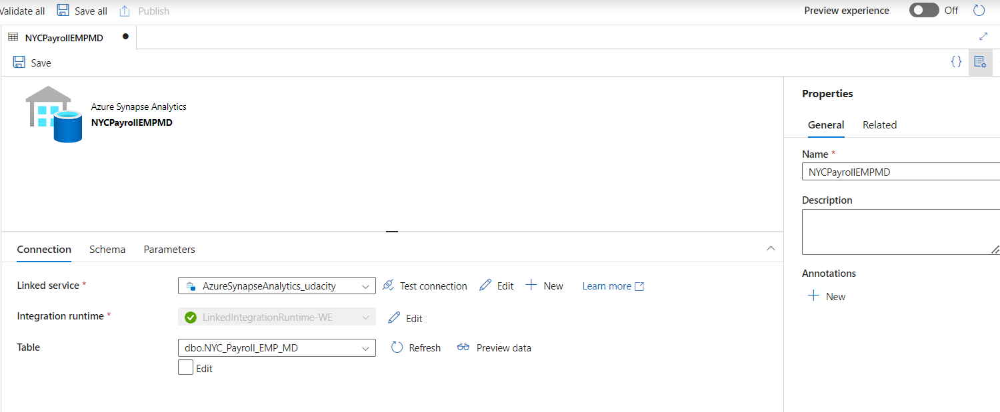 Validate all Save all Publish Preview experience Off
NYCPayrollEMPMD
Save {}
Azure Synapse Analytics
NYCPayrollEMPMD
Connection Schema Parameters
Linked service * AzureSynapseAnalytics_udacity Test connection Edit New Learn more
Integration runtime * LinkedIntegrationRuntime-WE Edit
Table dbo.NYC_Payroll_EMP_MD Refresh Preview data
Edit
Properties
General Related
Name *
NYCPayrollEMPMD
Description
Annotations
New